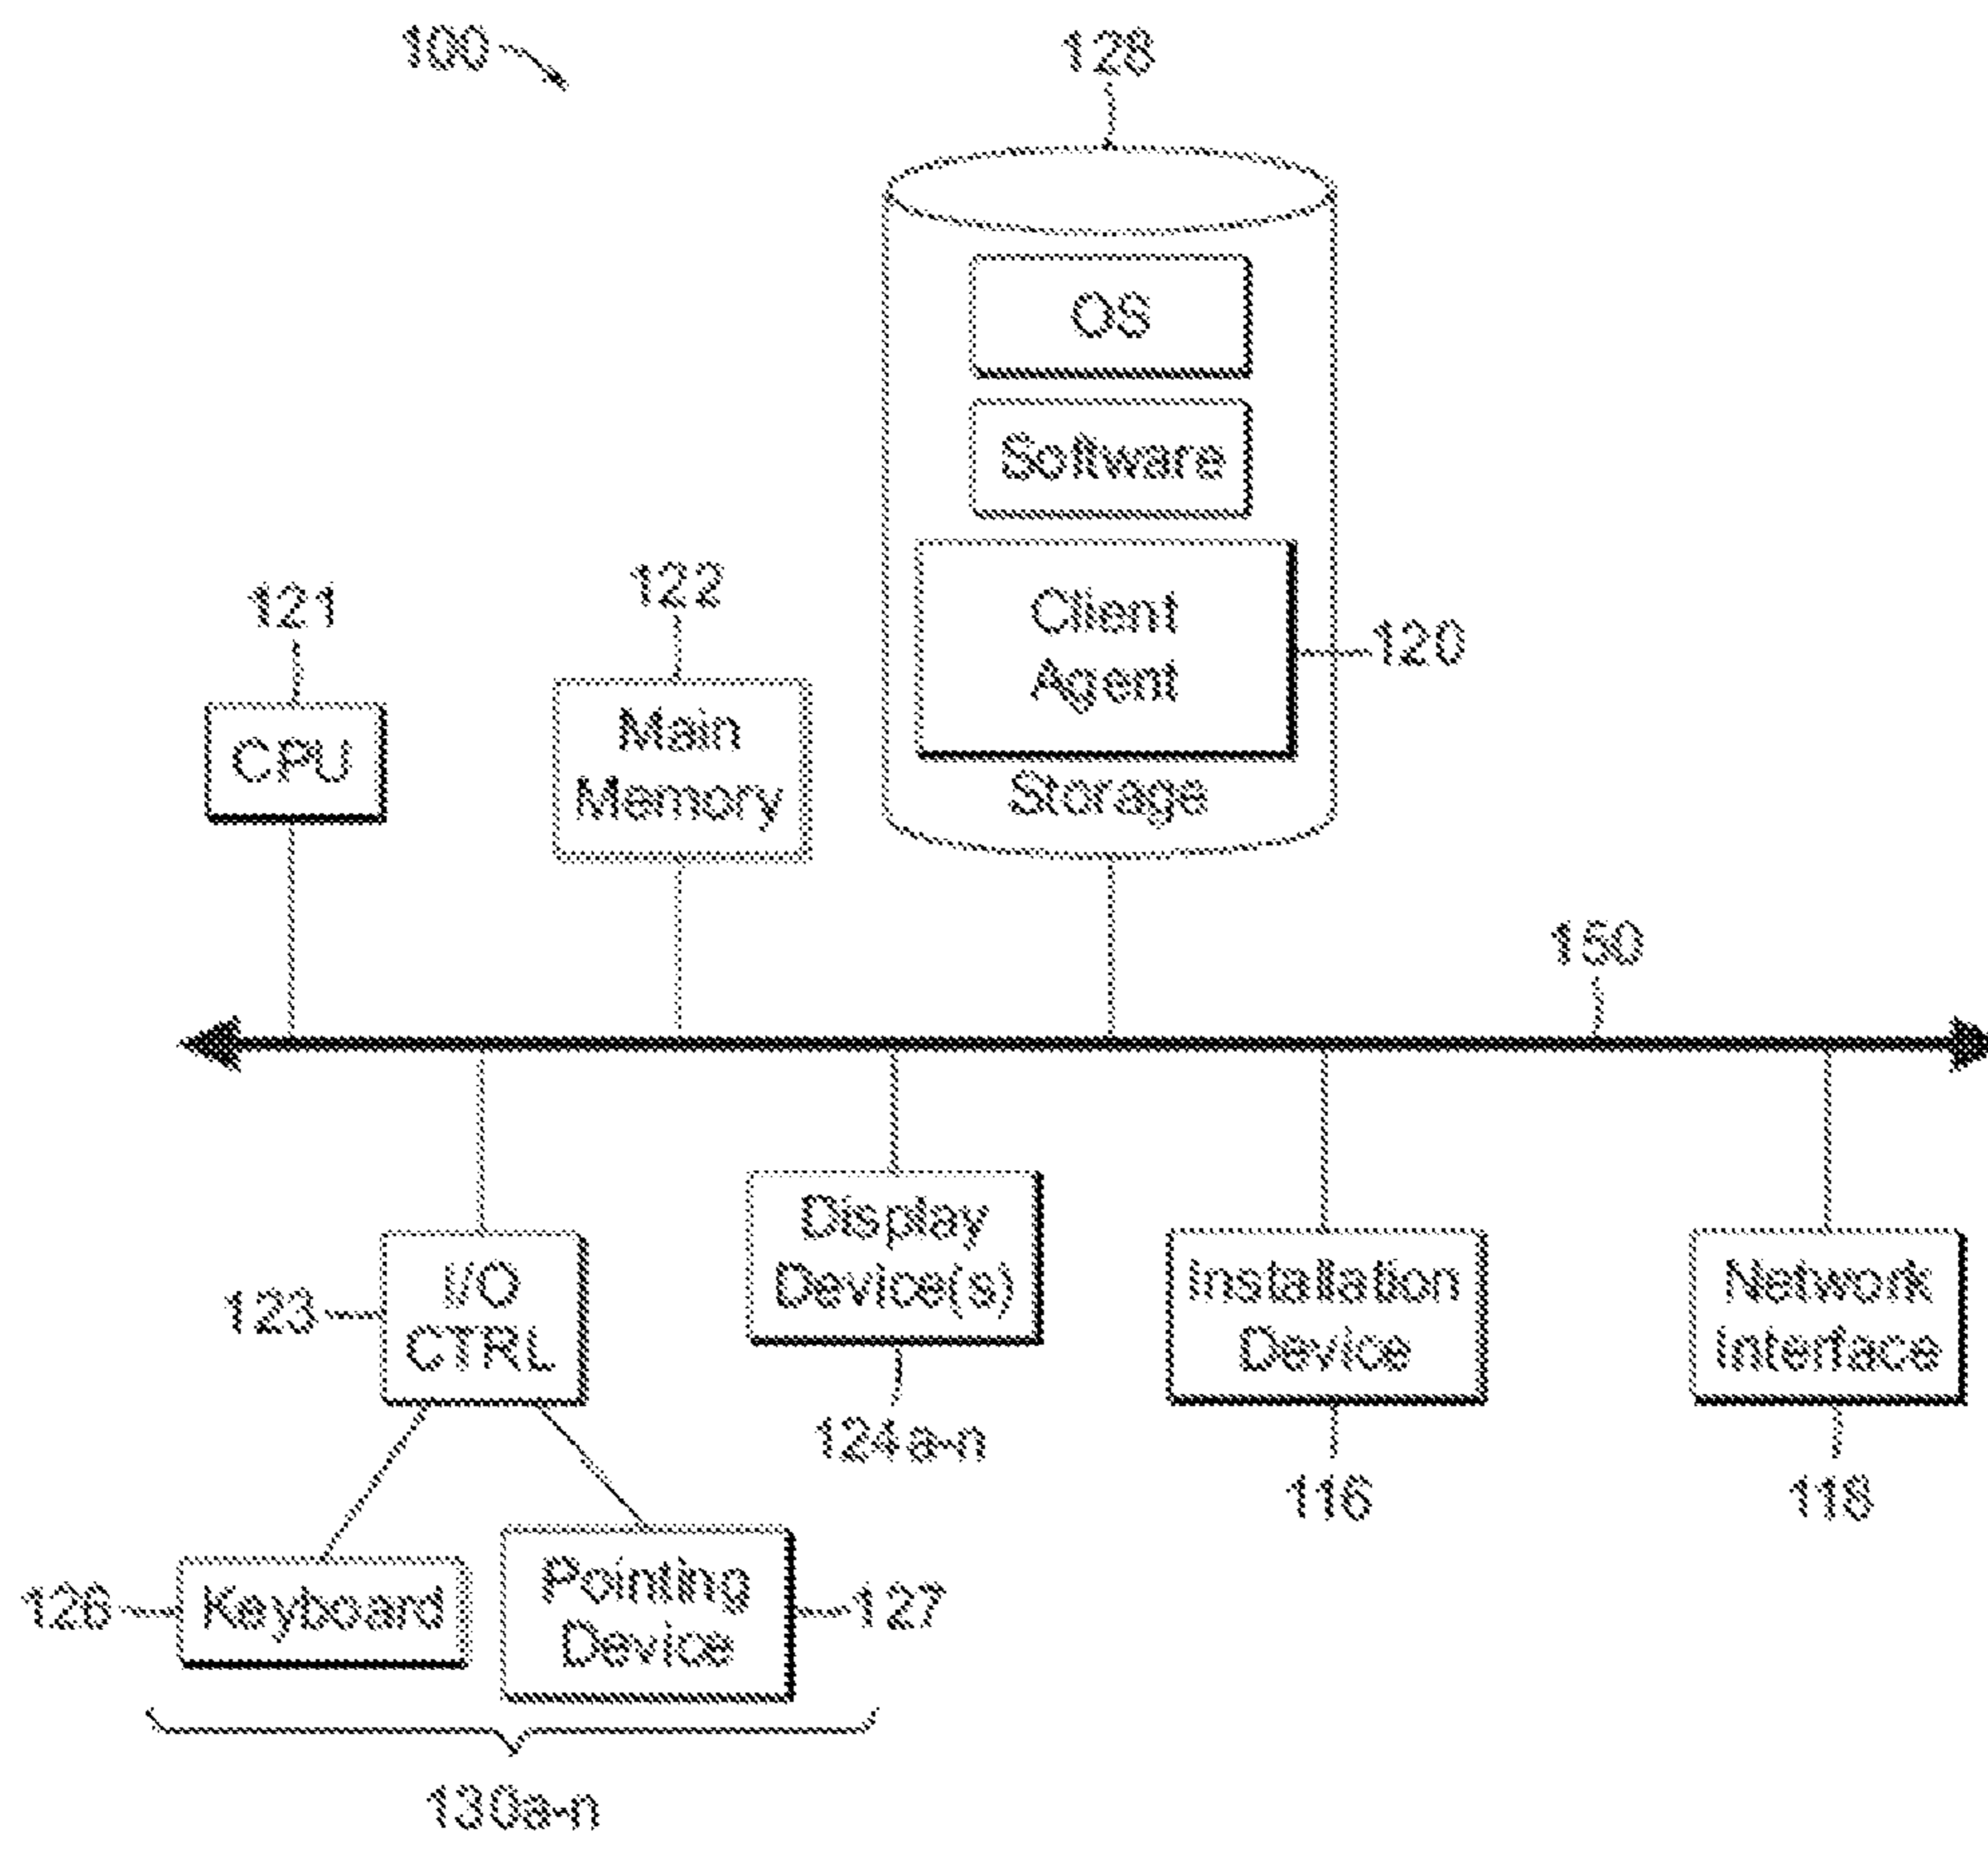 100
128
OS
Software
Client
Agent
120
Storage
121
CPU
122
Main
Memory
150
I/O
CTRL
123
Display
Device(s)
124a-n
Installation
Device
116
Network
Interface
118
126
Keyboard
Pointing
Device
127
130a-n